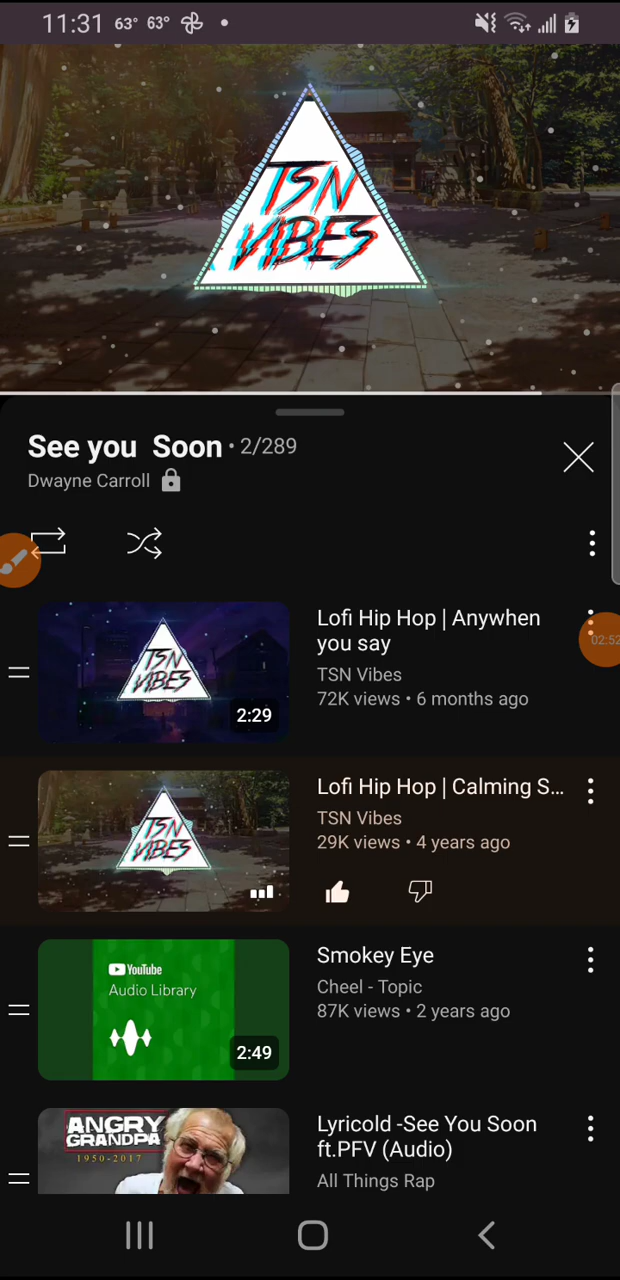 11:31 63° 63°
TSN
VIBES
See you  Soon • 2/289
Dwayne Carroll
Lofi Hip Hop | Anywhen
you say
TSN Vibes
72K views • 6 months ago
TSN
VIBES
2:29
02:52
Lofi Hip Hop | Calming S...
TSN Vibes
29K views • 4 years ago
TSN
VIBES
Smokey Eye
Cheel - Topic
87K views • 2 years ago
YouTube
Audio Library
2:49
Lyricold -See You Soon
ft.PFV (Audio)
All Things Rap
ANGRY
GRANDPA
1950-2017